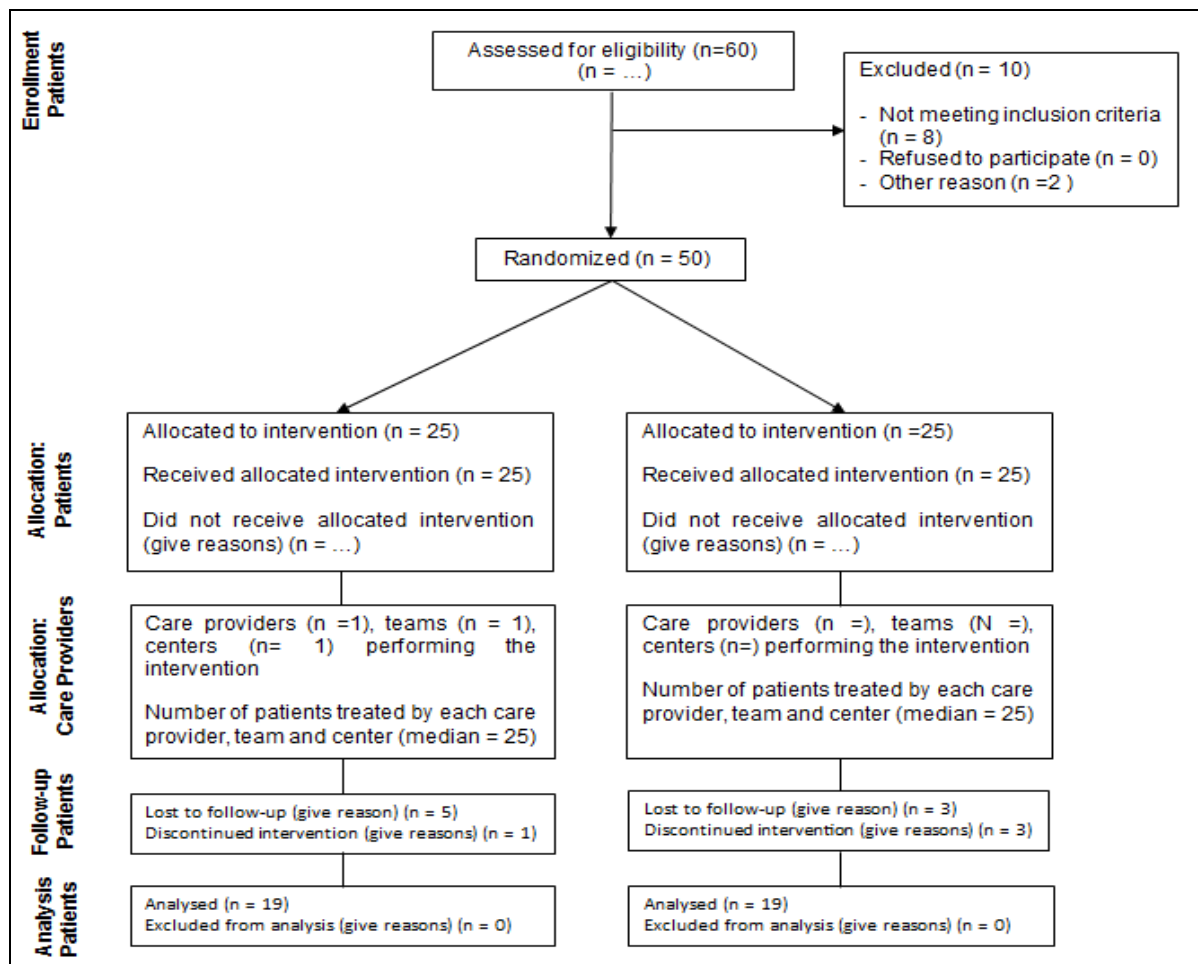 Enrollment
Patients
Assessed for eligibility (n=60)
(n = ...)
Excluded (n = 10)
- Not meeting inclusion criteria
(n = 8)
- Refused to participate (n = 0)
- Other reason (n =2 )
Randomized (n = 50)
Allocation:
Patients
Allocated to intervention (n = 25)
Received allocated intervention (n = 25)
Did not receive allocated intervention
(give reasons) (n = ...)
Allocated to intervention (n =25)
Received allocated intervention (n = 25)
Did not receive allocated intervention
(give reasons) (n = ...)
Allocation:
Care Providers
Care providers (n =1), teams (n = 1),
centers (n= 1) performing the
intervention
Number of patients treated by each care
provider, team and center (median = 25)
Care providers (n =), teams (N =),
centers (n=) performing the intervention
Number of patients treated by each care
provider, team and center (median = 25)
Follow-up
Patients
Lost to follow-up (give reason) (n = 5)
Discontinued intervention (give reasons) (n = 1)
Lost to follow-up (give reason) (n = 3)
Discontinued intervention (give reasons) (n = 3)
Analysis
Patients
Analysed (n = 19)
Excluded from analysis (give reasons) (n = 0)
Analysed (n = 19)
Excluded from analysis (give reasons) (n = 0)